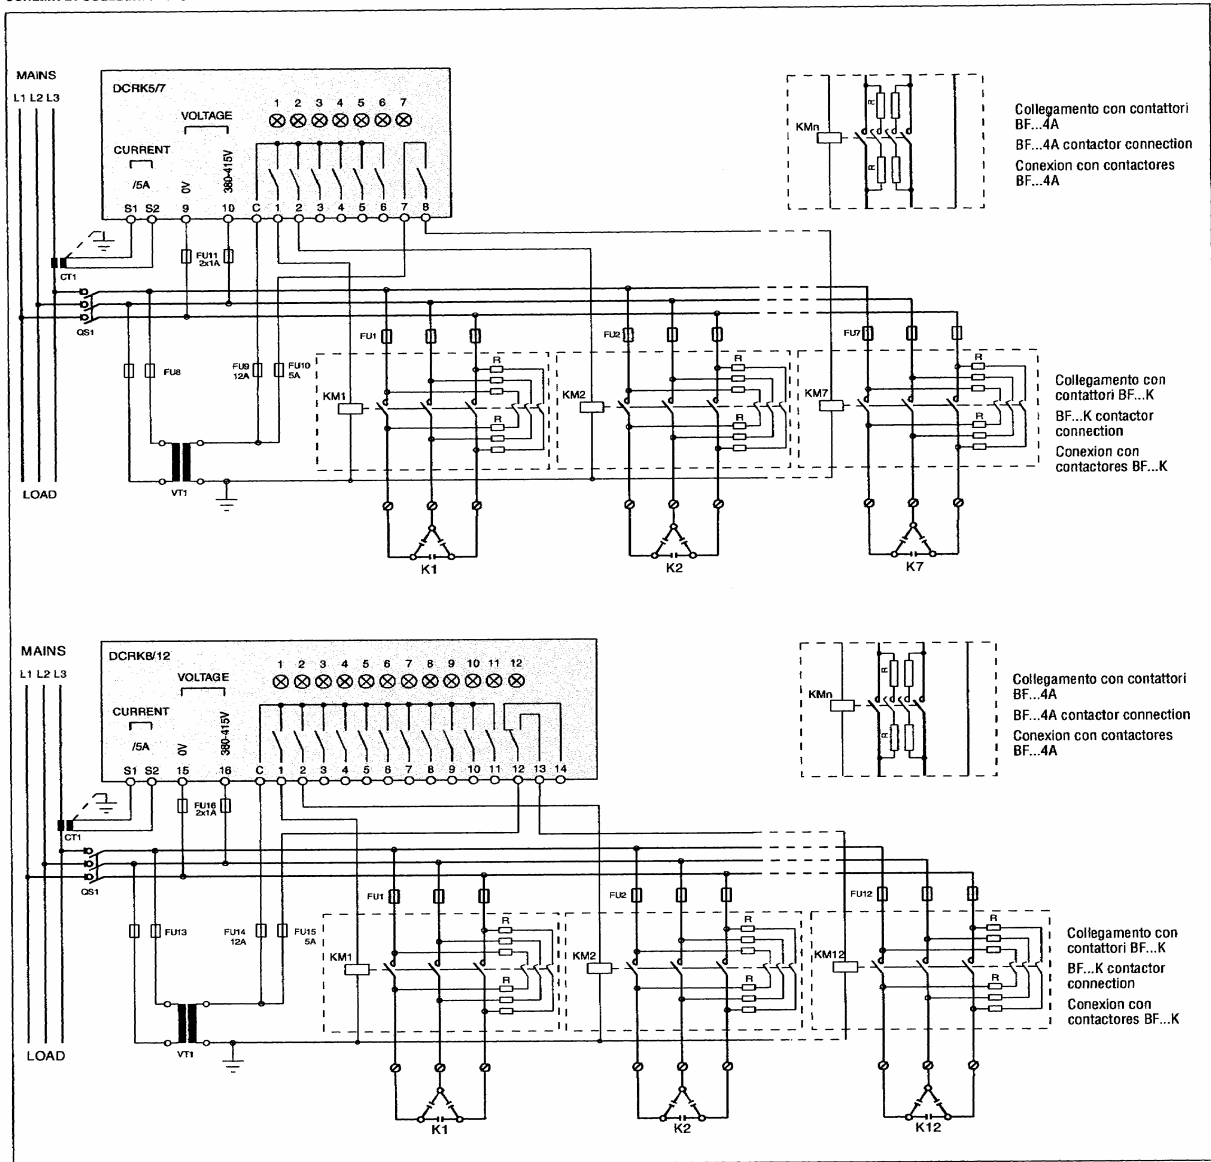 MAINS
L1 L2 L3
DCRK5/7
VOLTAGE
CURRENT
/5A
0V
380-415V
1 2 3 4 5 6 7
S1 S2 9 10 C 1 2 3 4 5 6 7 8
CT1
FU11
2x1A
QS1
FU8
FU9
12A
FU10
5A
VT1
LOAD
FU1
FU2
FU7
KM1
R
R
KM2
R
R
KM7
R
R
K1
K2
K7
KMn
R
R
Collegamento con contattori
BF...4A
BF...4A contactor connection
Conexion con contactores
BF...4A
Collegamento con
contattori BF...K
BF...K contactor
connection
Conexion con
contactores BF...K
MAINS
L1 L2 L3
DCRK8/12
VOLTAGE
CURRENT
/5A
0V
380-415V
1 2 3 4 5 6 7 8 9 10 11 12
S1 S2 15 16 C 1 2 3 4 5 6 7 8 9 10 11 12 13 14
CT1
FU16
2x1A
QS1
FU13
FU14
12A
FU15
5A
VT1
LOAD
FU1
FU2
FU12
KM1
R
R
KM2
R
R
KM12
R
R
K1
K2
K12
KMn
R
R
Collegamento con contattori
BF...4A
BF...4A contactor connection
Conexion con contactores
BF...4A
Collegamento con
contattori BF...K
BF...K contactor
connection
Conexion con
contactores BF...K